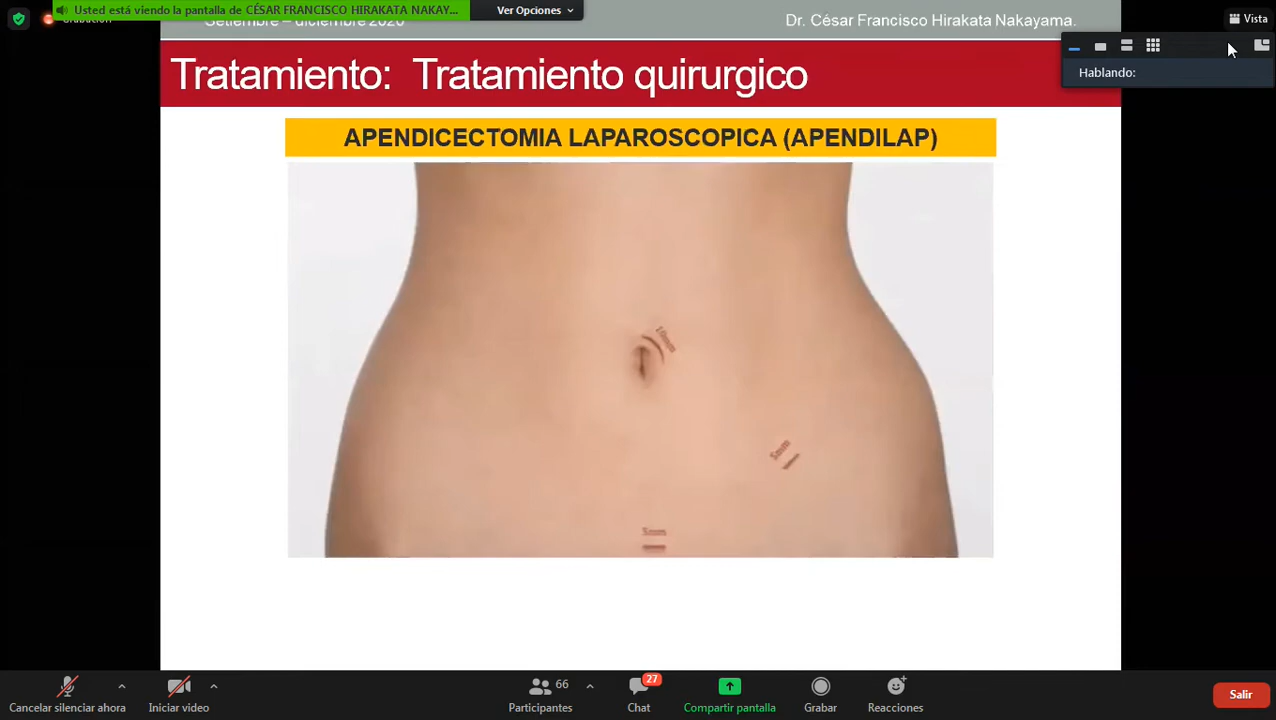 Usted está viendo la pantalla de CÉSAR FRANCISCO HIRAKATA NAKAY...
Ver Opciones
Grabación
Setiembre – diciembre 2020
Dr. César Francisco Hirakata Nakayama.
Vista
Hablando:
Tratamiento: Tratamiento quirurgico
APENDICECTOMIA LAPAROSCOPICA (APENDILAP)
5mm
5mm
Cancelar silenciar ahora
Iniciar video
66
Participantes
27
Chat
Compartir pantalla
Grabar
Reacciones
Salir